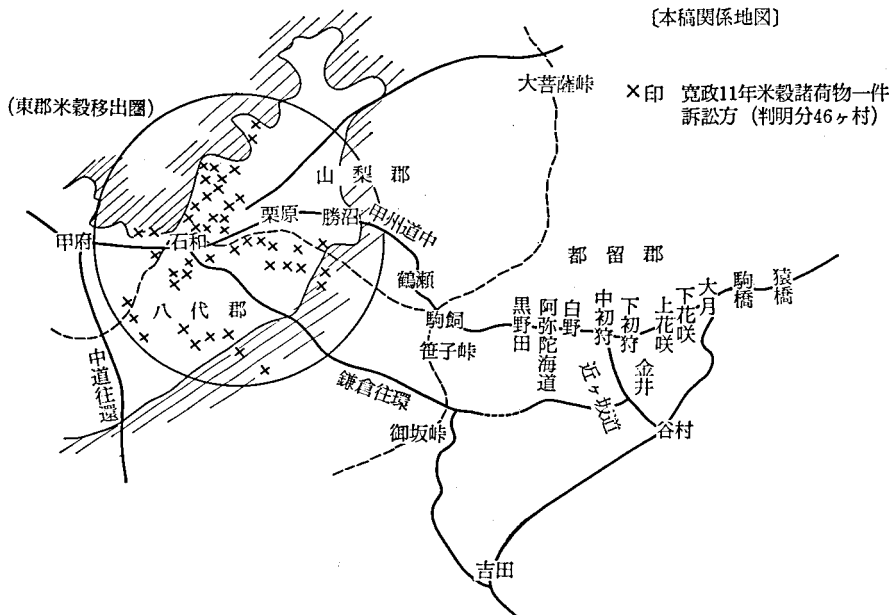 〔本稿関係地図〕
×印 寛政11年米穀諸荷物一件
訴訟方（判明分46ヶ村）
(東郡米穀移出圏)
大菩薩峠
山梨郡
栗原
勝沼
甲州道中
甲府
石和
鶴瀬
都留郡
八代郡
駒飼
笹子峠
黒野田
阿弥陀海道
白野
中初狩
下初狩
上花咲
下花咲
大月
駒橋
猿橋
中道往還
鎌倉往環
近ヶ坂道
金井
御坂峠
谷村
吉田